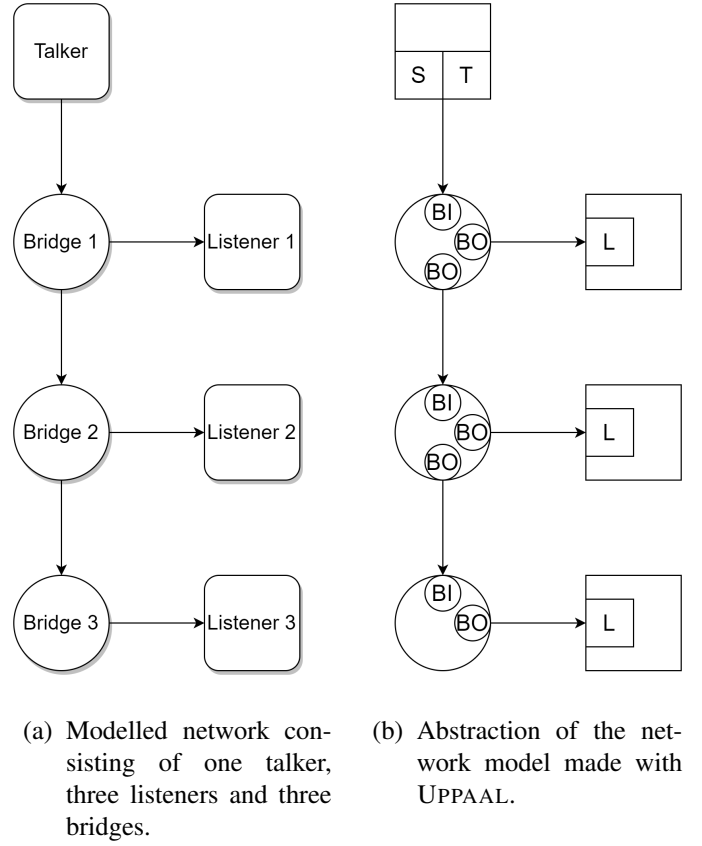 Talker
Bridge 1
Listener 1
Bridge 2
Listener 2
Bridge 3
Listener 3
S T
BI
BO
BO
L
BI
BO
BO
L
BI
BO
L
(a) Modelled network con-
sisting of one talker,
three listeners and three
bridges.
(b) Abstraction of the net-
work model made with
UPPAAL.